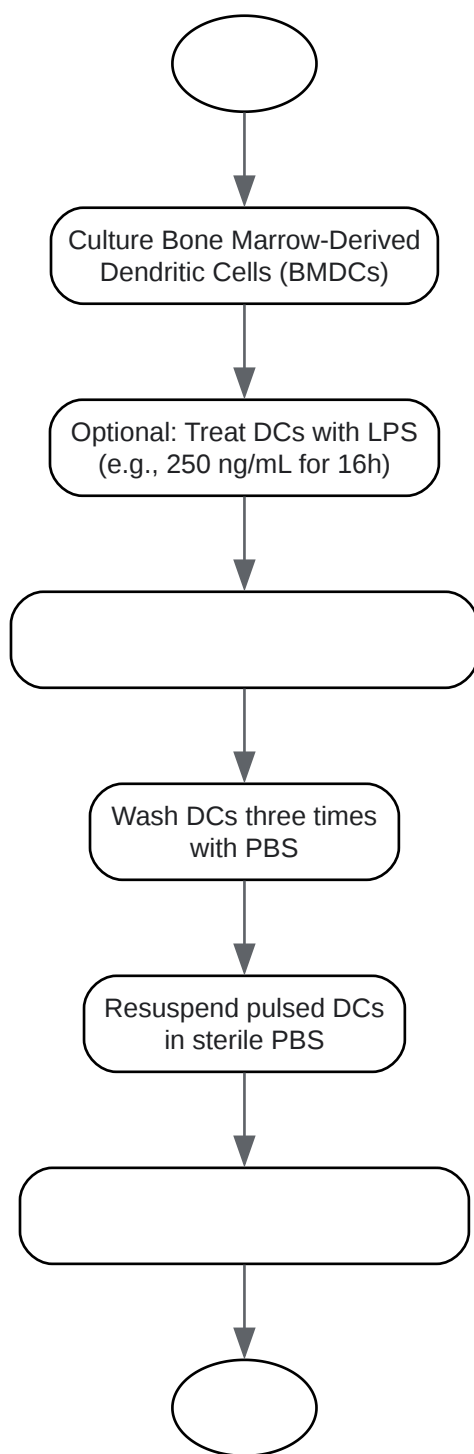 Culture Bone Marrow-Derived
Dendritic Cells (BMDCs)
Optional: Treat DCs with LPS
(e.g., 250 ng/mL for 16h)
Wash DCs three times
with PBS
Resuspend pulsed DCs
in sterile PBS